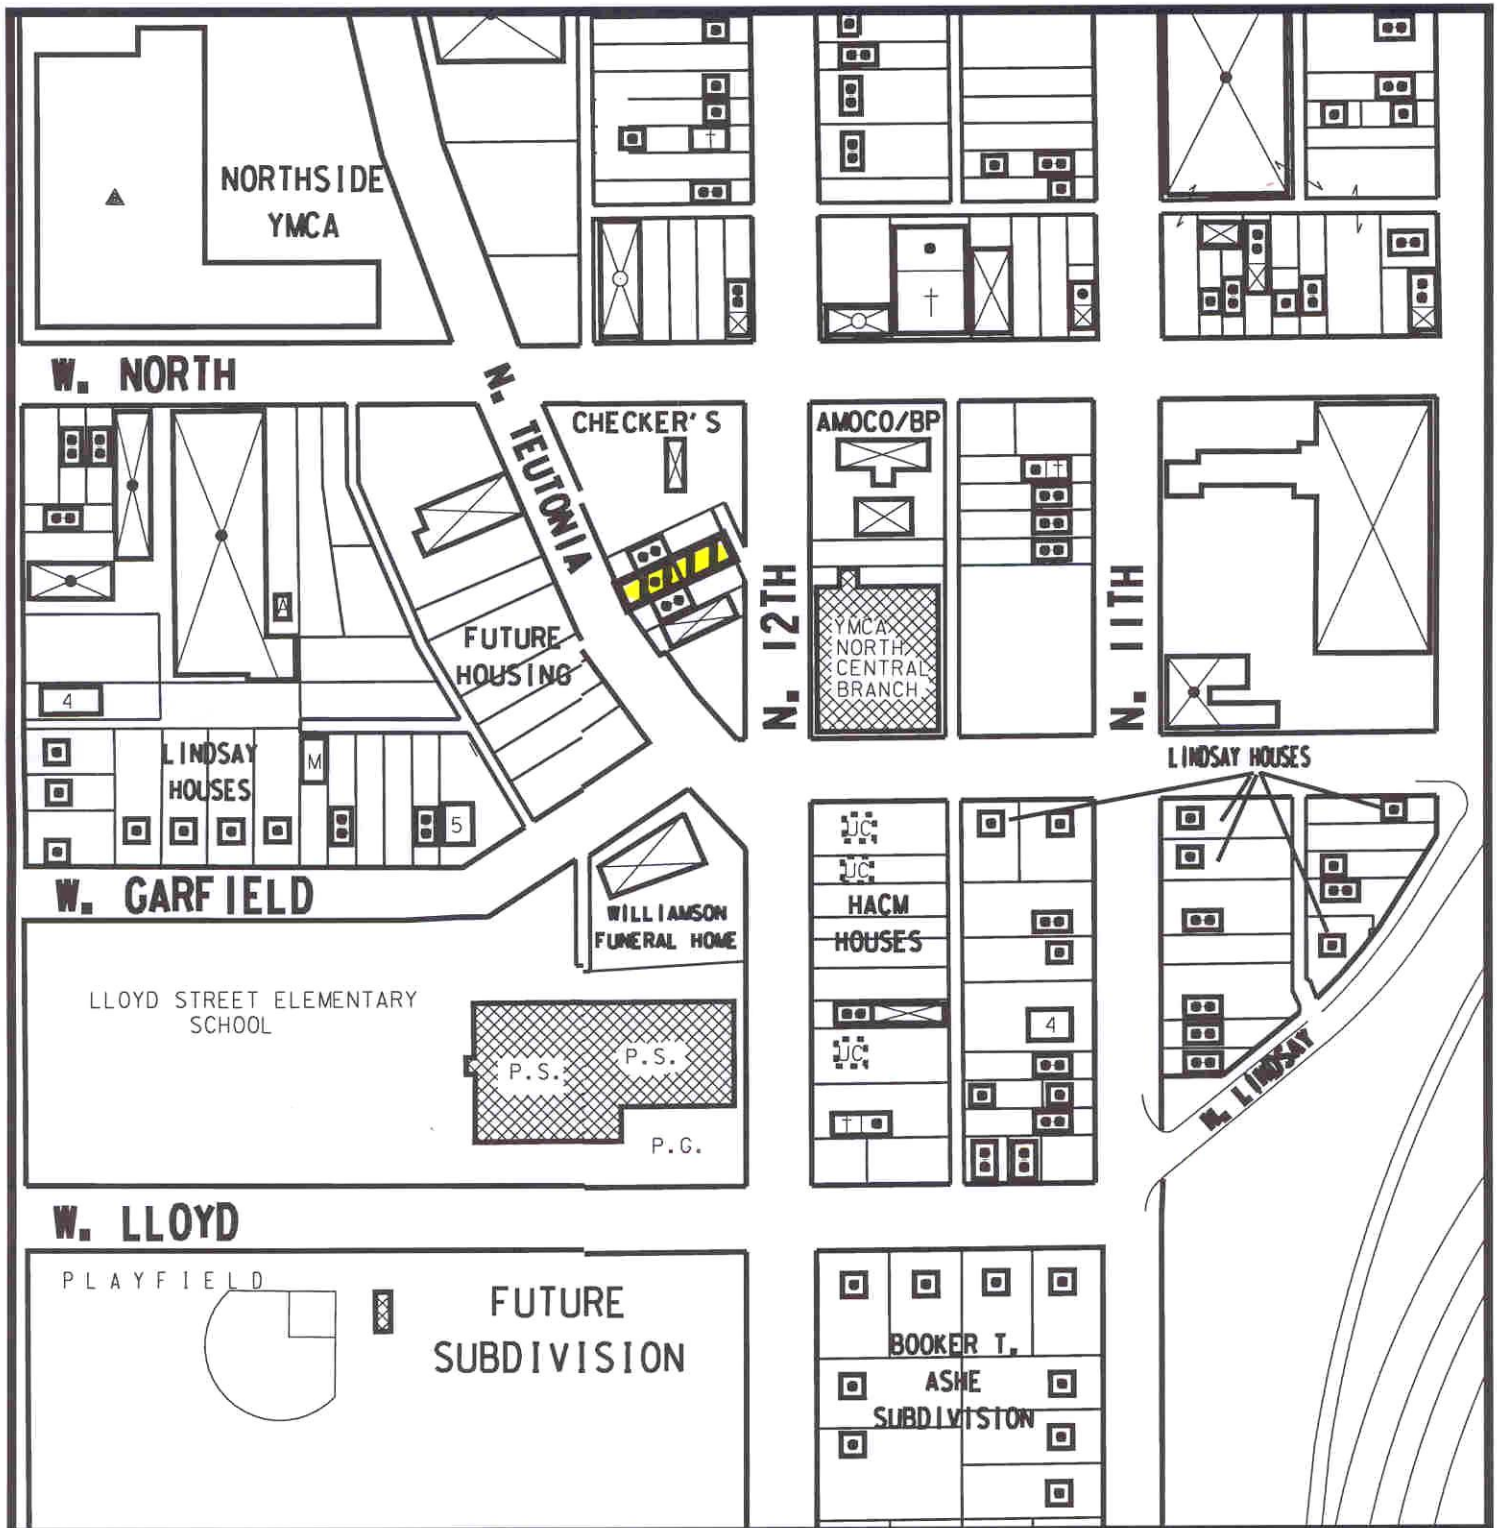 NORTHSIDE
YMCA
W. NORTH
N. TEUTONIA
CHECKER'S
AMOCO/BP
A
FUTURE
HOUSING
N. 12TH
YMCA
NORTH
CENTRAL
BRANCH
N. 11TH
4
LINDSAY
HOUSES
M
5
LINDSAY HOUSES
UC
UC
W. GARFIELD
WILLIAMSON
FUNERAL HOME
HACM
HOUSES
LLOYD STREET ELEMENTARY
SCHOOL
P.S.
P.S.
P.G.
UC
4
W. LINDSAY
W. LLOYD
PLAYFIELD
FUTURE
SUBDIVISION
BOOKER T.
ASHE
SUBDIVISION